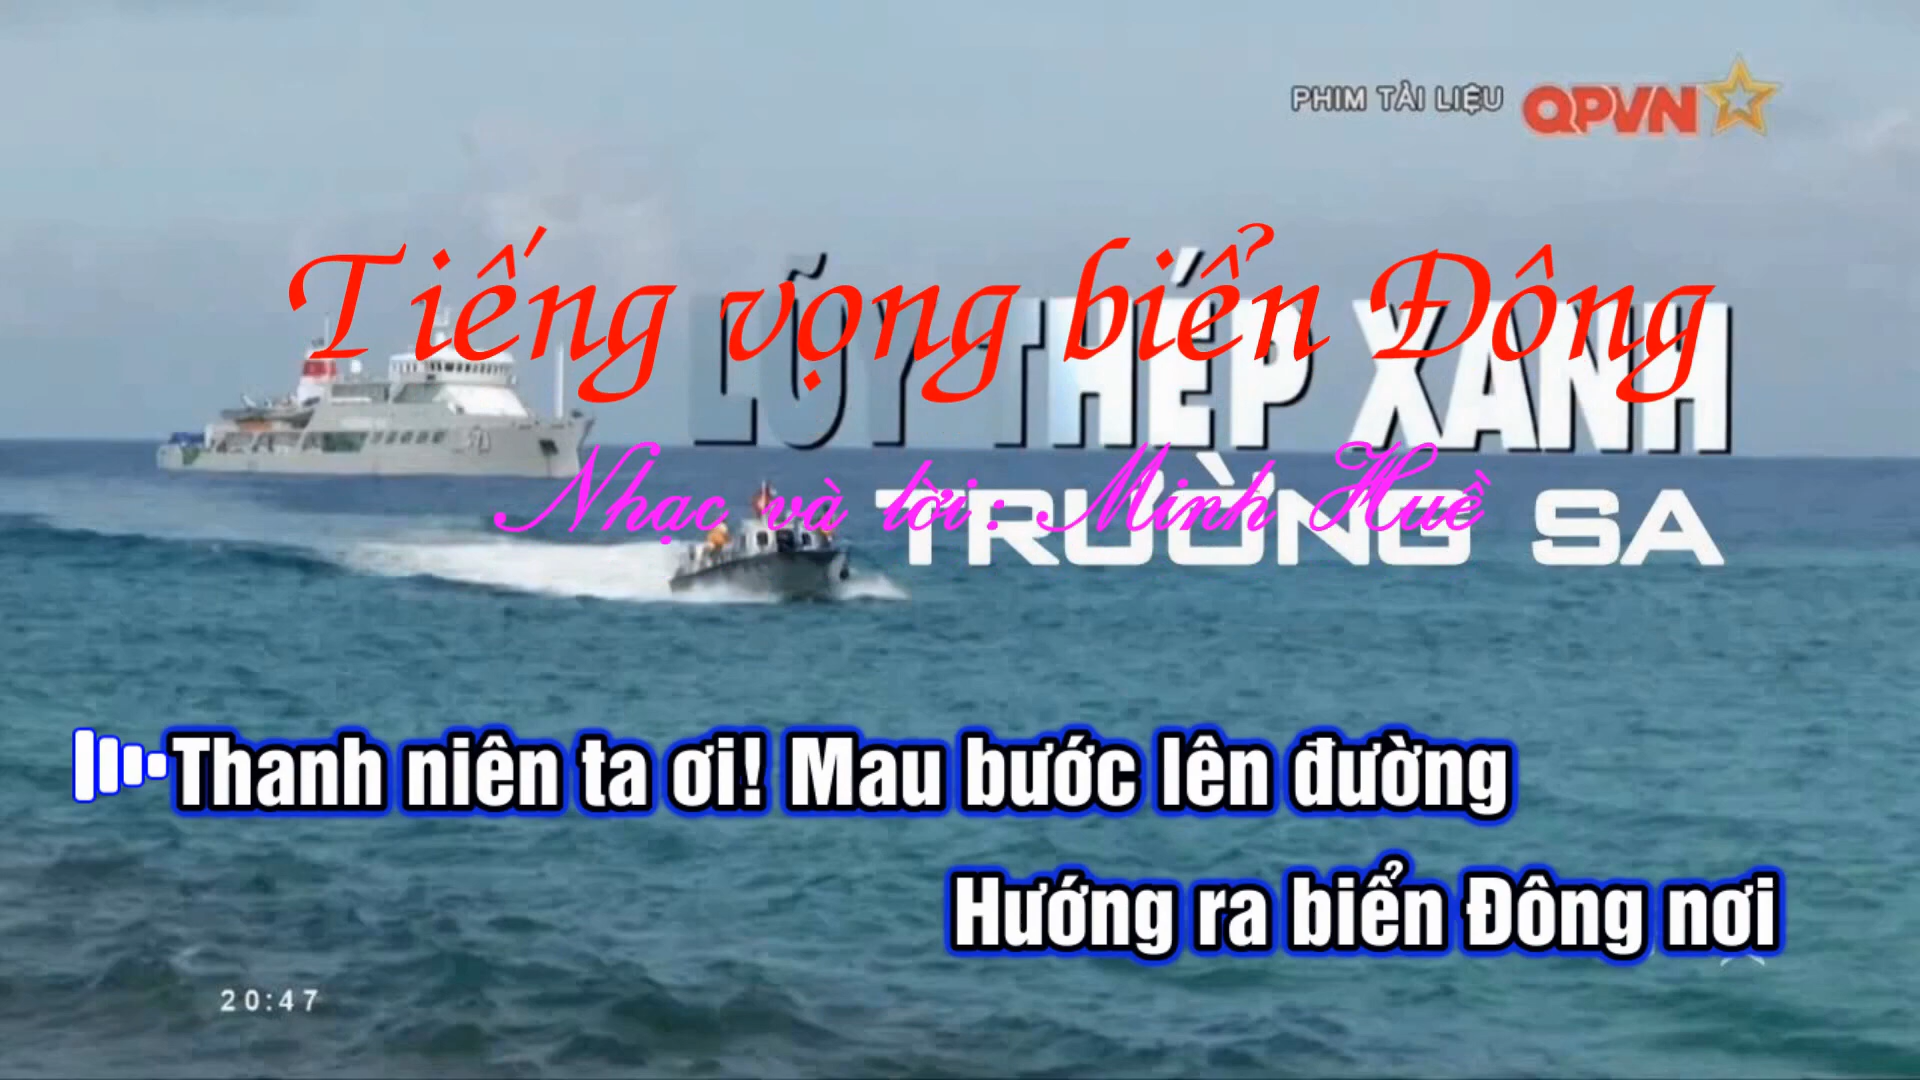 PHIM TÀI LIỆU QPVN
Tiếng vọng biển Đông
LŨY THÉP XANH
Nhạc và lời: Minh Huề
TRƯỜNG SA
Thanh niên ta ơi! Mau bước lên đường
Hướng ra biển Đông nơi
20:47